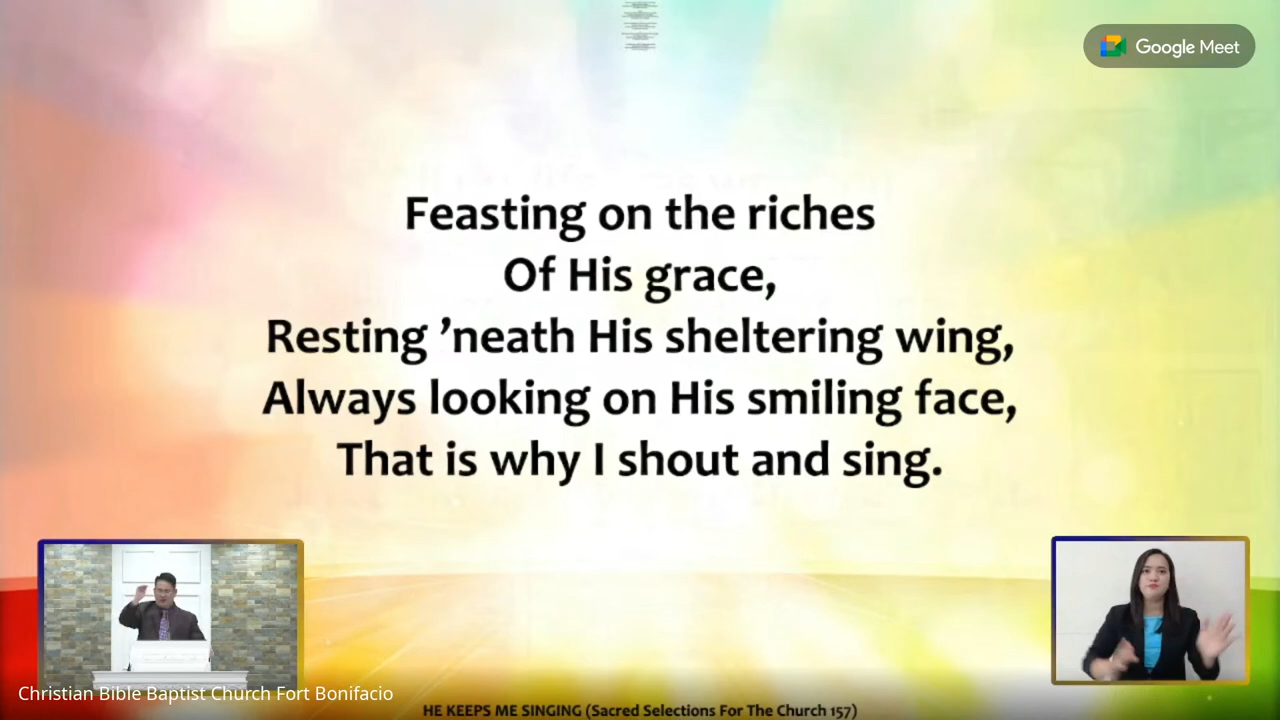 Google Meet
Feasting on the riches
Of His grace,
Resting ’neath His sheltering wing,
Always looking on His smiling face,
That is why I shout and sing.
Christian Bible Baptist Church Fort Bonifacio
HE KEEPS ME SINGING (Sacred Selections For The Church 157)